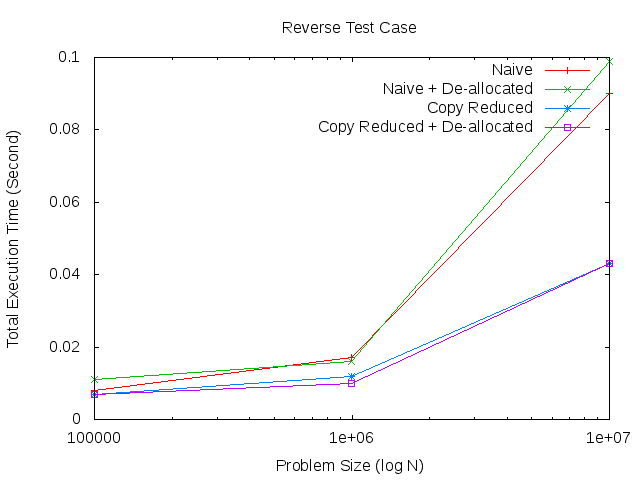 Reverse Test Case
Total Execution Time (Second)
0.1
0.08
0.06
0.04
0.02
0
Naive
Naive + De-allocated
Copy Reduced
Copy Reduced + De-allocated
100000
1e+06
1e+07
Problem Size (log N)